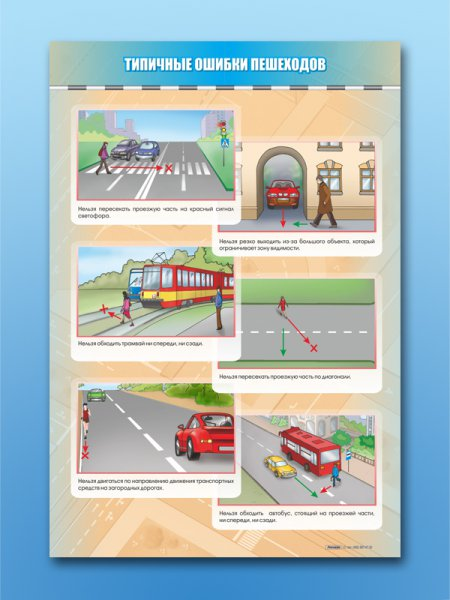 ТИПИЧНЫЕ ОШИБКИ ПЕШЕХОДОВ
Нельзя пересекать проезжую часть на красный сигнал
светофора.
Нельзя резко выходить из-за большого объекта, который
ограничивает зону видимости.
Нельзя обходить трамвай ни спереди, ни сзади.
Нельзя пересекать проезжую часть по диагонали.
Нельзя двигаться по направлению движения транспортных
средств на загородных дорогах.
Нельзя обходить автобус, стоящий на проезжей части,
ни спереди, ни сзади.